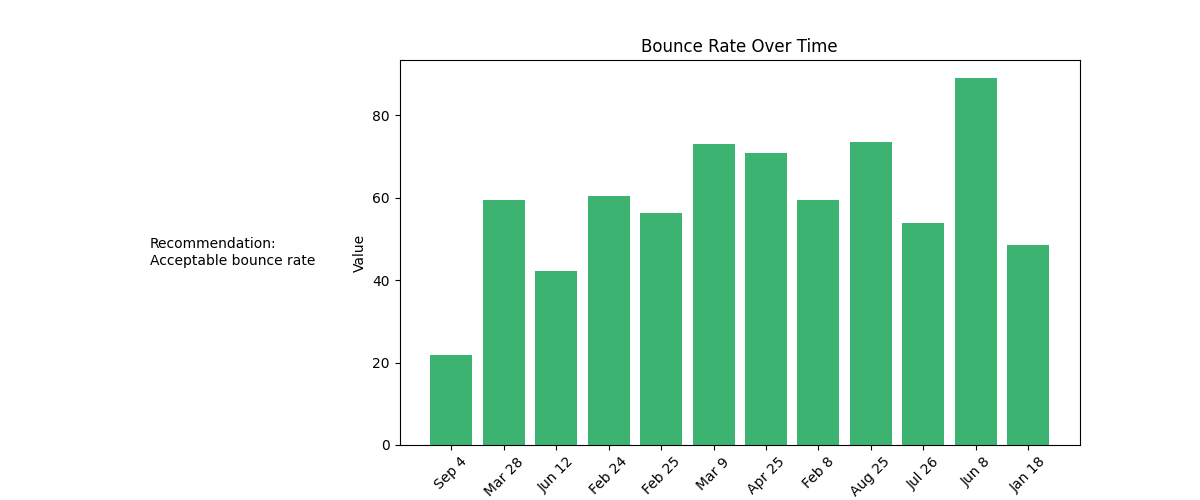 Bounce Rate Over Time
Recommendation:
Acceptable bounce rate
Value
80
60
40
20
0
Sep 4
Mar 28
Jun 12
Feb 24
Feb 25
Mar 9
Apr 25
Feb 8
Aug 25
Jul 26
Jun 8
Jan 18